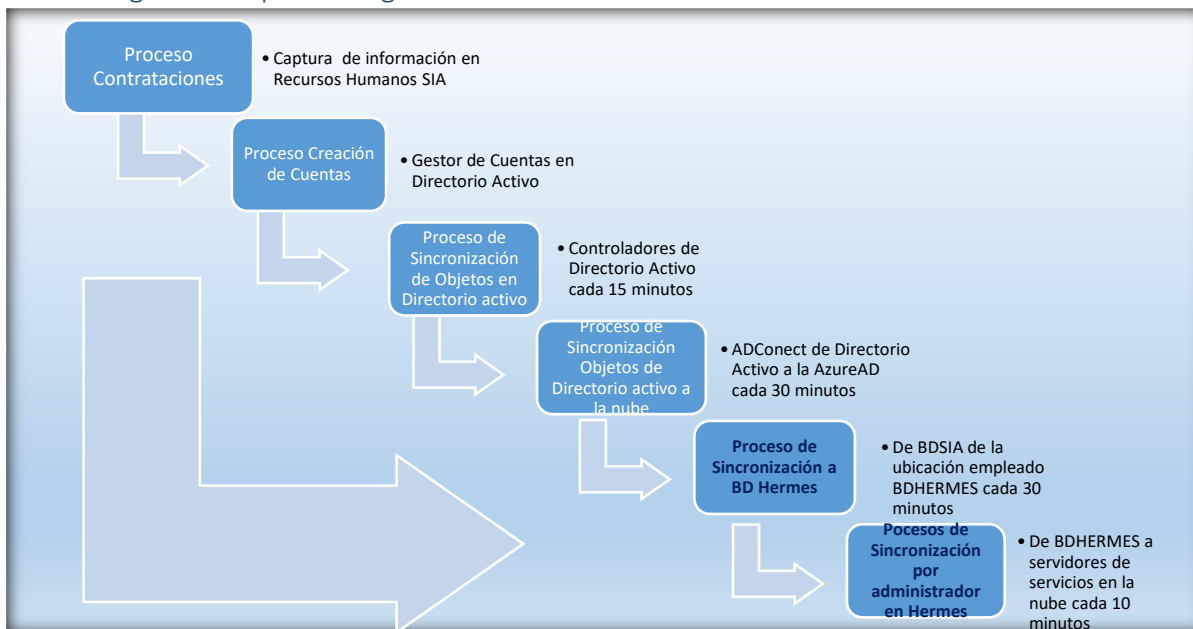 Proceso
Contrataciones
• Captura de información en
Recursos Humanos SIA
Proceso Creación
de Cuentas
• Gestor de Cuentas en
Directorio Activo
Proceso de
Sincronización
de Objetos en
Directorio activo
• Controladores de
Directorio Activo
cada 15 minutos
Proceso de
Sincronización
Objetos de
Directorio activo a
la nube
• ADConect de Directorio
Activo a la AzureAD
cada 30 minutos
Proceso de
Sincronización a
BD Hermes
• De BDSIA de la
ubicación empleado
BDHERMES cada 30
minutos
Pocesos de
Sincronización
por
administrador
en Hermes
• De BDHERMES a
servidores de
servicios en la
nube cada 10
minutos